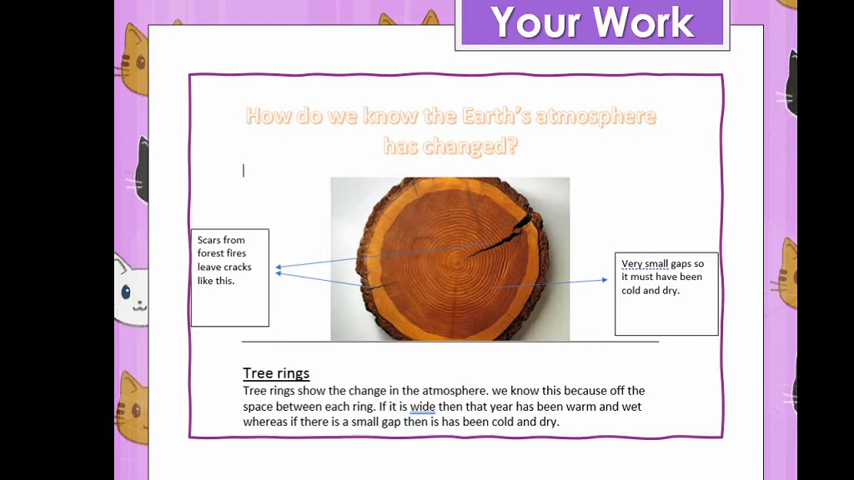 Your Work
How do we know the Earth's atmosphere
has changed?
Scars from
forest fires
leave cracks
like this.
Very small gaps so
it must have been
cold and dry.
Tree rings
Tree rings show the change in the atmosphere. we know this because off the
space between each ring. If it is wide then that year has been warm and wet
whereas if there is a small gap then is has been cold and dry.